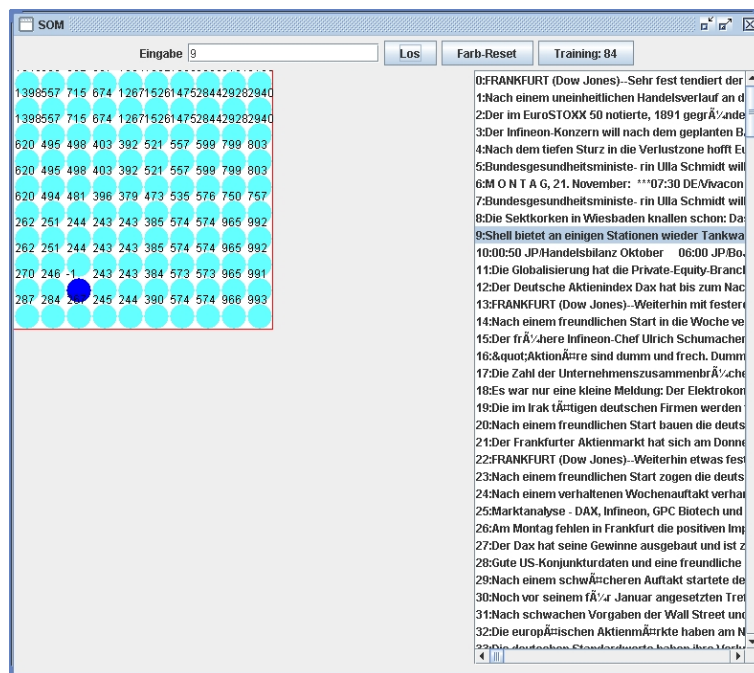 SOM
Eingabe 9 Los Farb-Reset Training: 84
1398557 715 674 126715261475284429282940
1398557 715 674 126715261475284429282940
620 495 498 403 392 521 557 599 799 803
620 495 498 403 392 521 557 599 799 803
620 494 481 396 379 473 535 576 750 757
262 251 244 243 243 385 574 574 965 992
262 251 244 243 243 385 574 574 965 992
270 246 -1 243 243 384 573 573 965 991
287 284 267 245 244 390 574 574 966 993
0:FRANKFURT (Dow Jones)--Sehr fest tendiert der
1:Nach einem uneinheitlichen Handelsverlauf an d
2:Der im EuroSTOXX 50 notierte, 1891 gegrÃ¼nde
3:Der Infineon-Konzern will nach dem geplanten Bà
4:Nach dem tiefen Sturz in die Verlustzone hofft Eu
5:Bundesgesundheitsministe- rin Ulla Schmidt will
6:M O N T A G, 21. November: ***07:30 DE/Vivacon
7:Bundesgesundheitsministe- rin Ulla Schmidt will
8:Die Sektkorken in Wiesbaden knallen schon: Das
9:Shell bietet an einigen Stationen wieder Tankwa
10:00:50 JP/Handelsbilanz Oktober 06:00 JP/BoJ
11:Die Globalisierung hat die Private-Equity-Branch
12:Der Deutsche Aktienindex Dax hat bis zum Nac
13:FRANKFURT (Dow Jones)--Weiterhin mit festere
14:Nach einem freundlichen Start in die Woche ve
15:Der frÃ¼here Infineon-Chef Ulrich Schumacher
16:&quot;AktionÃ¤re sind dumm und frech. Dumm
17:Die Zahl der UnternehmenszusammenbrÃ¼che
18:Es war nur eine kleine Meldung: Der Elektrokon
19:Die im Irak tÃ¤tigen deutschen Firmen werden
20:Nach einem freundlichen Start bauen die deuts
21:Der Frankfurter Aktienmarkt hat sich am Donne
22:FRANKFURT (Dow Jones)--Weiterhin etwas fest
23:Nach einem freundlichen Start zogen die deuts
24:Nach einem verhaltenen Wochenauftakt verhar
25:Marktanalyse - DAX, Infineon, GPC Biotech und
26:Am Montag fehlen in Frankfurt die positiven Imp
27:Der Dax hat seine Gewinne ausgebaut und ist z
28:Gute US-Konjunkturdaten und eine freundliche
29:Nach einem schwÃ¤cheren Auftakt startete de
30:Noch vor seinem fÃ¼r Januar angesetzten Tref
31:Nach schwachen Vorgaben der Wall Street und
32:Die europÃ¤ischen AktienmÃ¤rkte haben am N
33:Die deutschen Standardwerte haben ihre Verlu